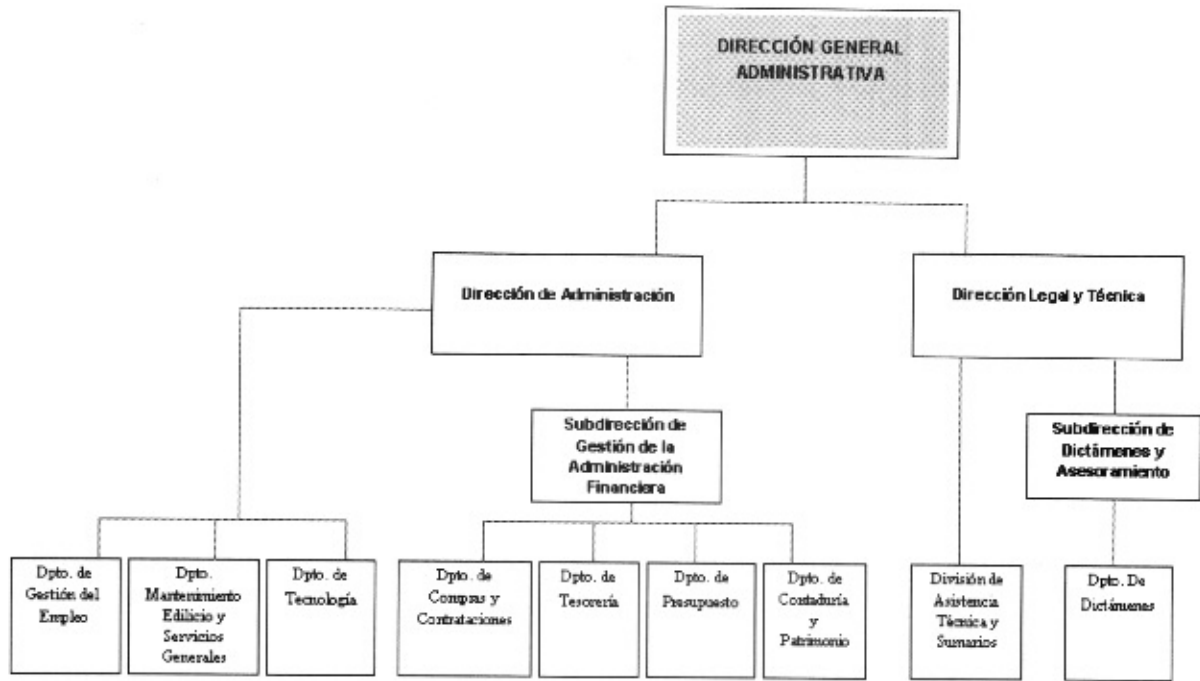 DIRECCIÓN GENERAL
ADMINISTRATIVA
Dirección de Administración
Dirección Legal y Técnica
Subdirección de
Gestión de la
Administración
Financiera
Subdirección de
Dictámenes y
Asesoramiento
Dpto. de
Gestión del
Empleo
Dpto.
Mantenimiento
Edilicio y
Servicios
Generales
Dpto. de
Tecnología
Dpto. de
Compras y
Contrataciones
Dpto. de
Tesorería
Dpto. de
Presupuesto
Dpto. de
Contaduría
y
Patrimonio
División de
Asistencia
Técnica y
Sumarios
Dpto. De
Dictámenes